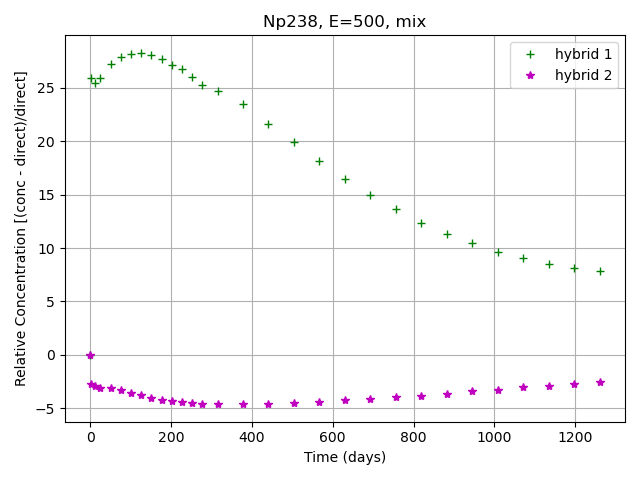 Np238, E=500, mix
hybrid 1
hybrid 2
Relative Concentration [(conc - direct)/direct]
25
20
15
10
5
0
−5
0 200 400 600 800 1000 1200
Time (days)